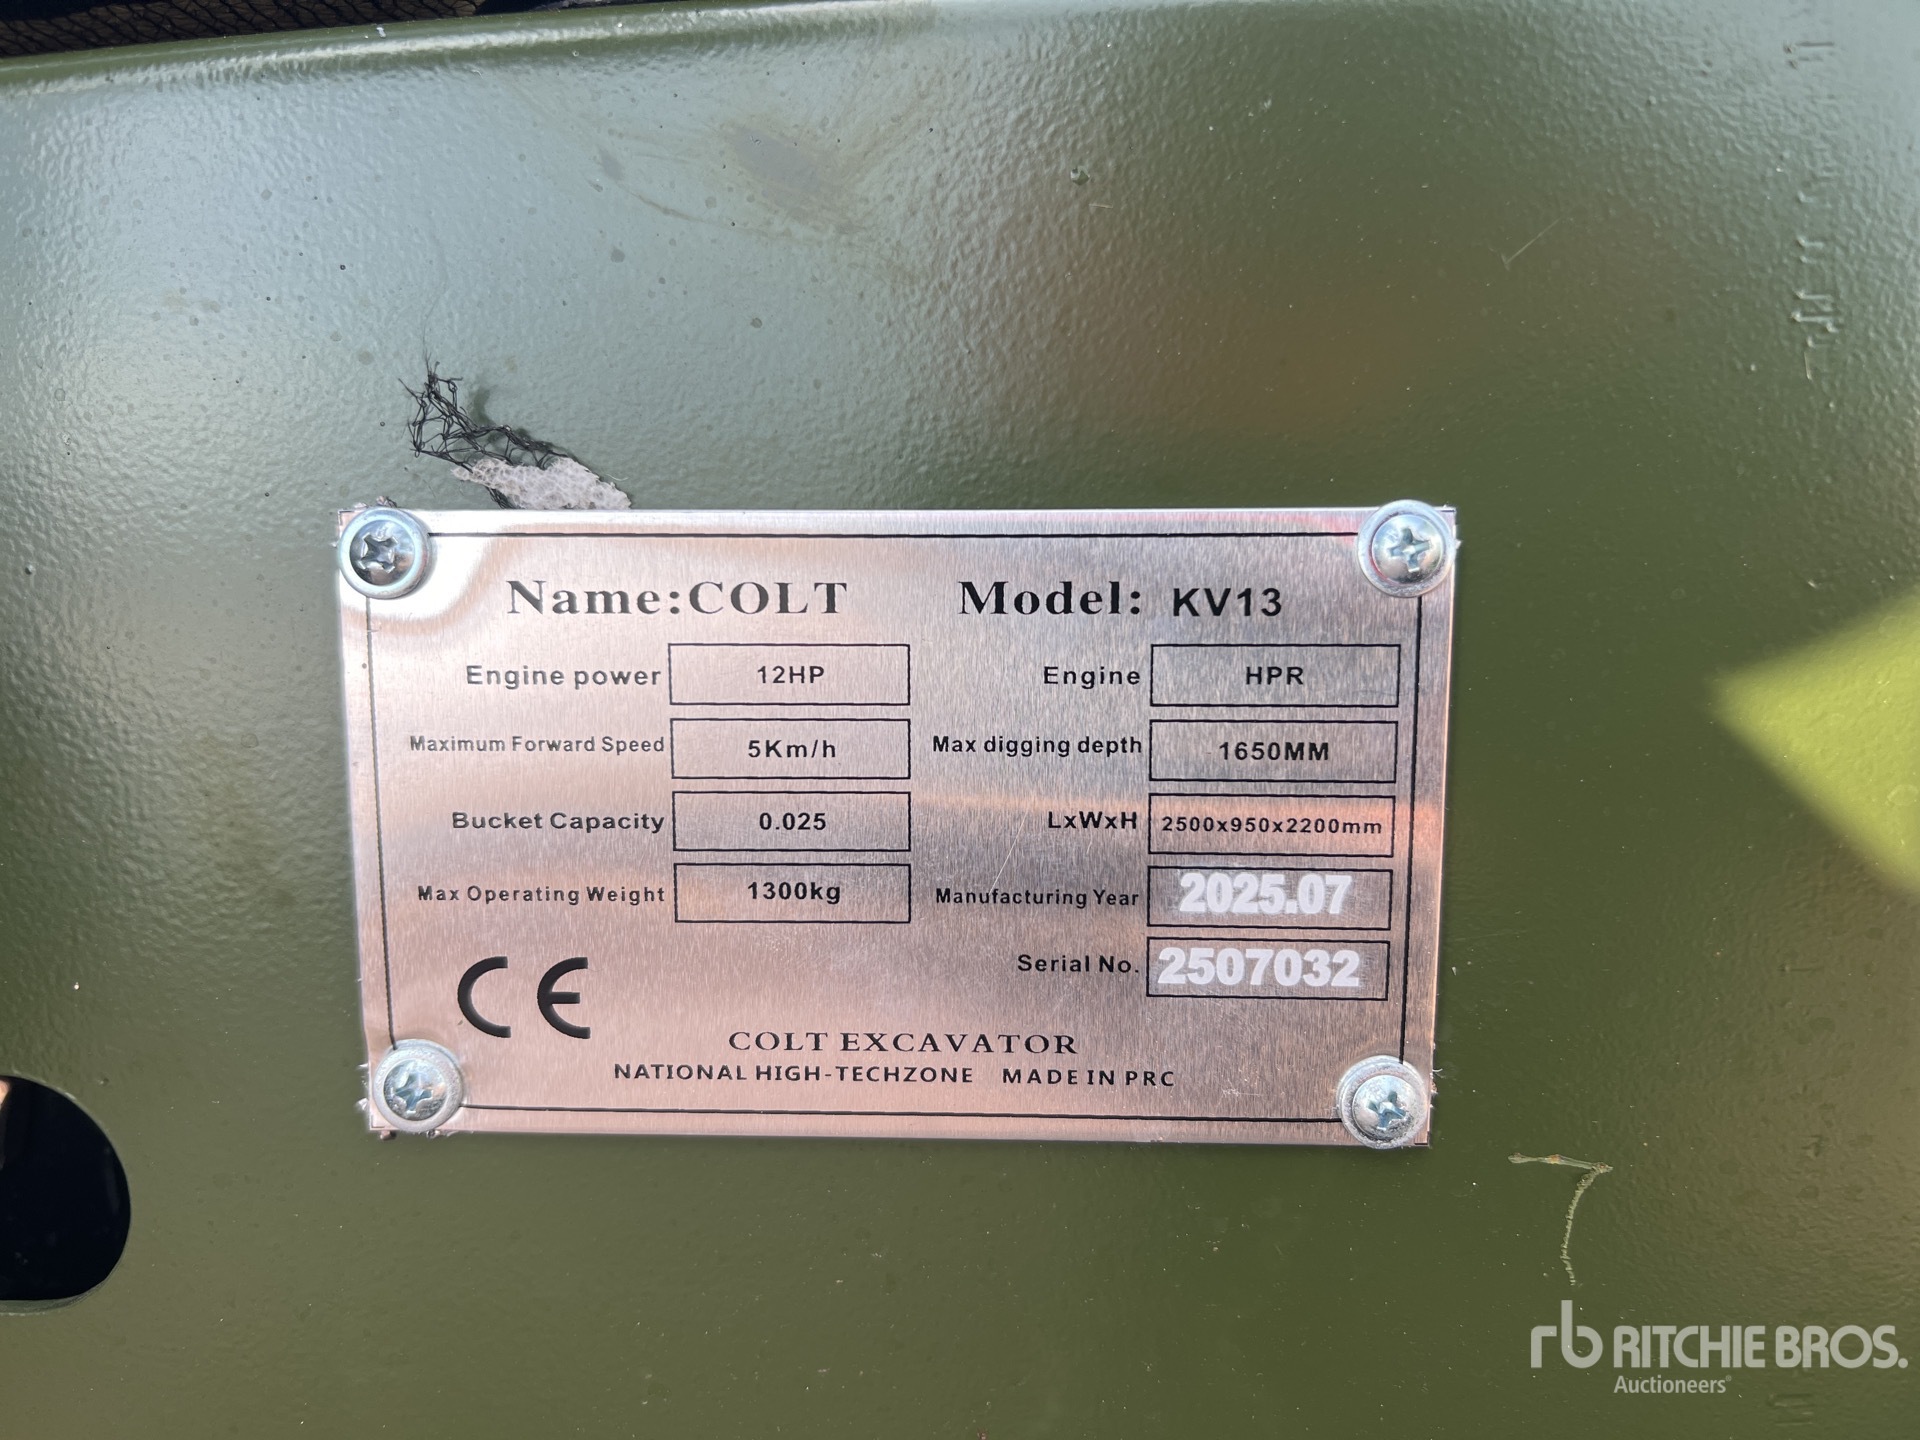 Name:COLT Model: KV13
Engine power 12HP Engine HPR
Maximum Forward Speed 5Km/h Max digging depth 1650MM
Bucket Capacity 0.025 LxWxH 2500x950x2200mm
Max Operating Weight 1300kg Manufacturing Year 2025.07
Serial No. 2507032
CE
COLT EXCAVATOR
NATIONAL HIGH-TECHZONE MADE IN PRC
rb RITCHIE BROS.
Auctioneers